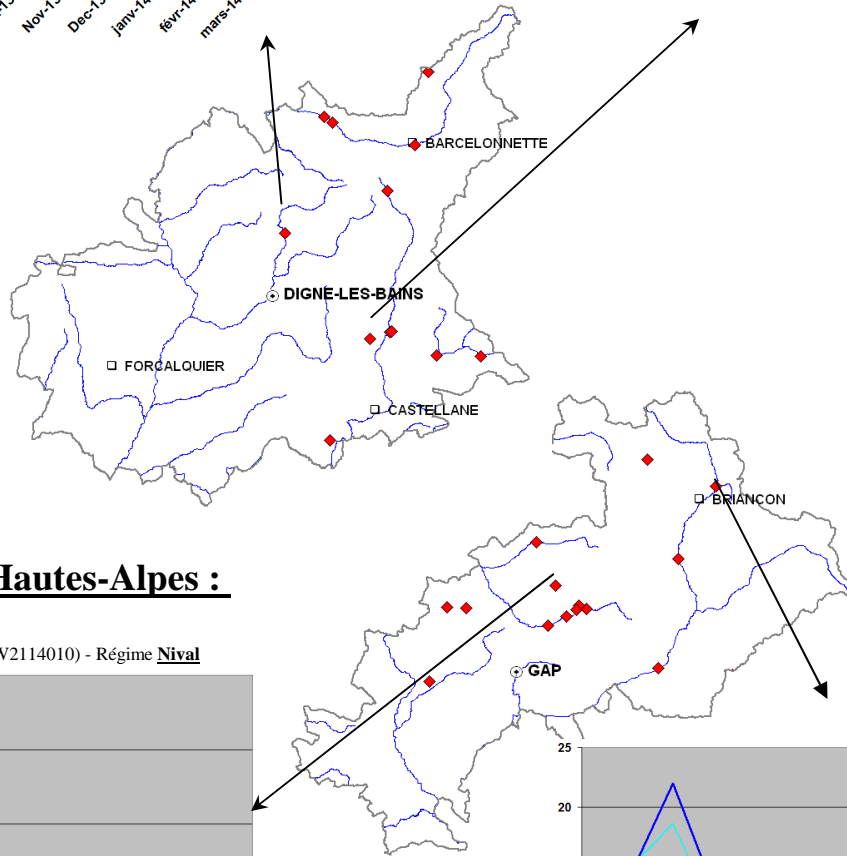 Nov-13
Dec-13
janv-14
févr-14
mars-14
BARCELONNETTE
DIGNE-LES-BAINS
FORCALQUIER
CASTELLANE
BRIANCON
Hautes-Alpes :
V2114010) - Régime Nival
GAP
25
20